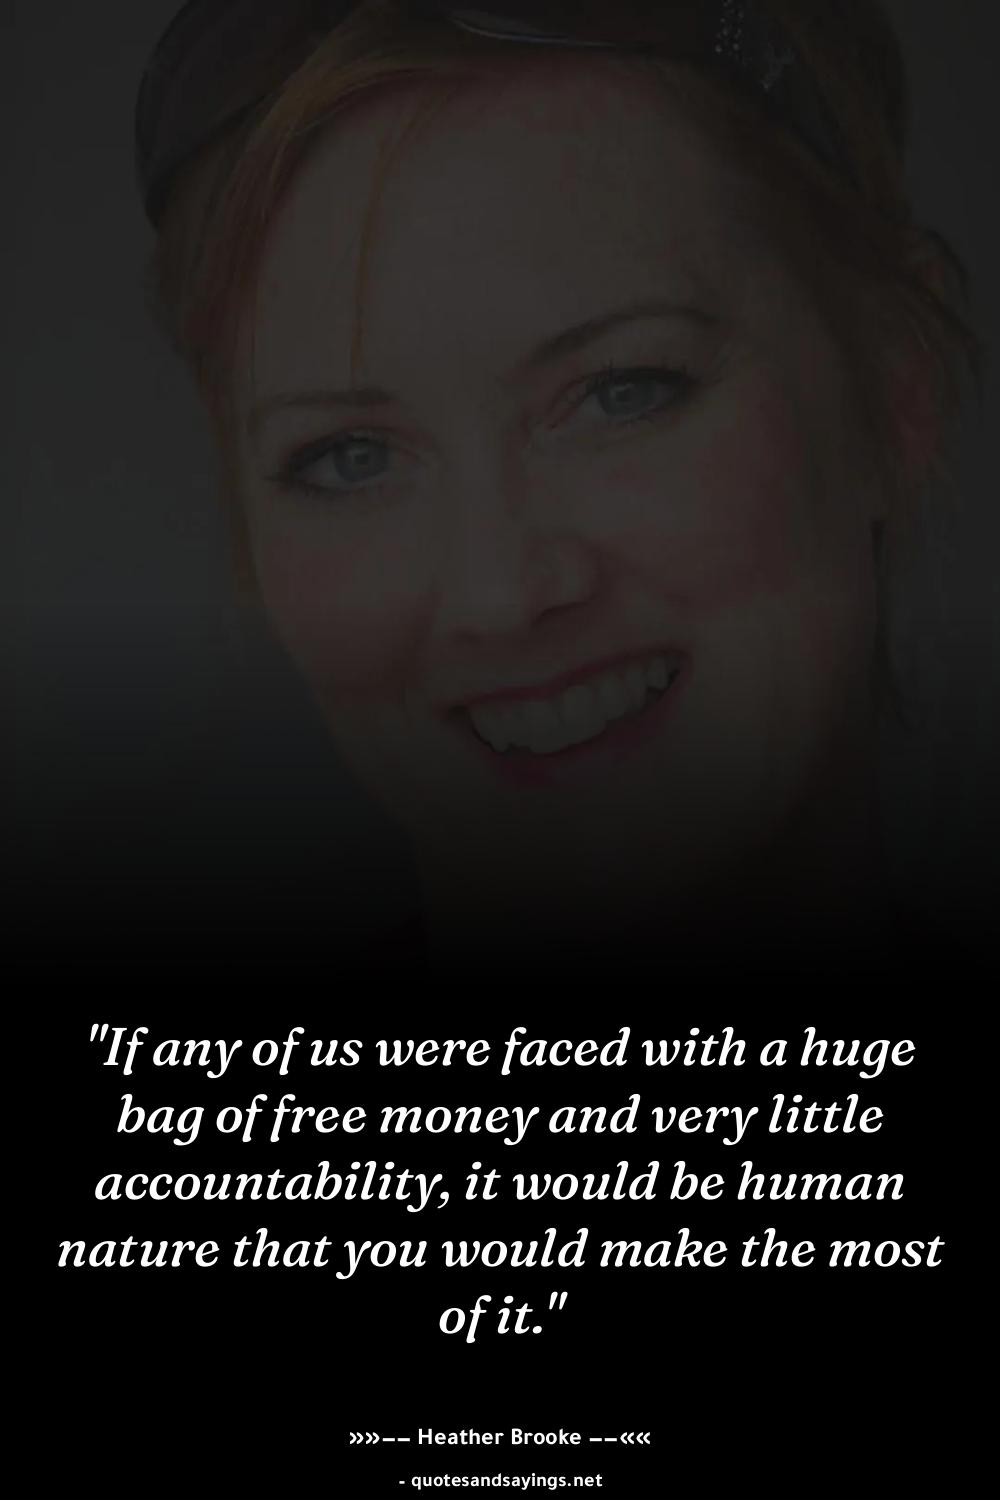 "If any of us were faced with a huge
bag of free money and very little
accountability, it would be human
nature that you would make the most
of it."
»»−− Heather Brooke −−««
- quotesandsayings.net